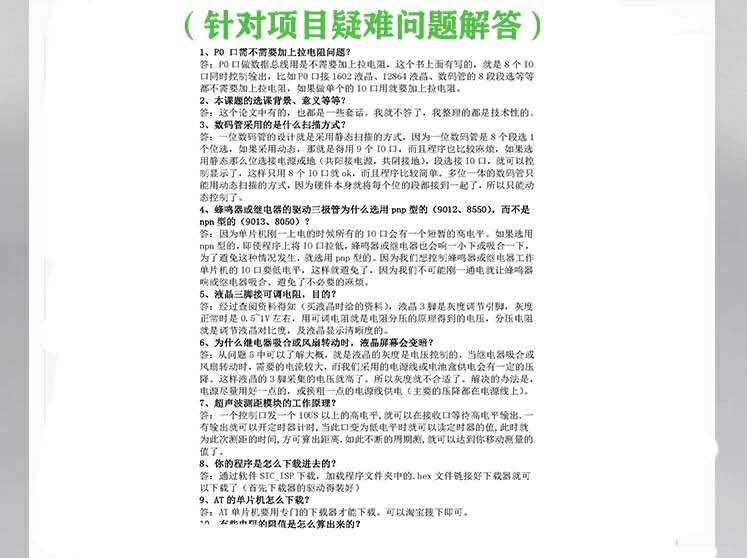 （针对项目疑难问题解答）
1、P0 口需不需要加上拉电阻问题？
答：P0口做数据总线用是不需要加上拉电阻，这个书上面有写的，就是 8 个 IO
口同时控制输出，比如 P0 口接 1602 液晶、12864 液晶、数码管的 8 段段选等等
都不需要加上拉电阻，如果做单个的 IO 口用就要加上拉电阻。
2、本课题的选课背景、意义等等？
答：这个论文中有的，也都是一些套话。我就不答了，我整理的都是技术性的。
3、数码管采用的是什么扫描方式？
答：一位数码管的设计就是采用静态扫描的方式，因为一位数码管是 8 个段选 1
个位选，如果采用动态，那就是得用 9 个 IO口，而且程序也比较麻烦，如果选
用静态那么位选接电源或地（共阳接电源，共阴接地），段选接 IO 口，就可以控
制显示了，这样只用 8 个 IO 口就 ok，而且程序比较简单。多位一体的数码管只
能用动态扫描的方式，因为硬件本身就将每个位的段都接到一起了，所以只能动
态控制了。
4、蜂鸣器或继电器的驱动三极管为什么选用 pnp 型的（9012、8550），而不是
npn 型的（9013、8050）？
答：因为单片机刚一上电的时候所有的 IO 口会有一个短暂的高电平。如果选用
npn 型的，即使程序上将 IO 口拉低，蜂鸣器或继电器也会响一小下或吸合一下，
为了避免这种情况发生，就选用 pnp 型的。因为我们想控制蜂鸣器或继电器工作
单片机的 IO 口要低电平，这样就避免了，因为我们不可能刚一通电就让蜂鸣器
响或继电器吸合。避免了不必要的麻烦。
5、液晶三脚接可调电阻，目的？
答：经过查阅资料得知（买液晶时给的资料），液晶 3 脚是灰度调节引脚，灰度
正常时是 0.5~1V 左右，用可调电阻就是电阻分压的原理得到的电压，分压电阻
就是调节液晶对比度，及液晶显示清晰度的。
6、为什么继电器吸合或风扇转动时，液晶屏幕会变暗？
答：从问题 5 中可以了解大概，就是液晶的灰度是电压控制的，当继电器吸合或
风扇转动时，需要的电流较大，而我们采用的电源线或电池盒供电会有一定的压
降。这样液晶的 3 脚采集的电压就高了。所以灰度就不合适了。解决的办法是，
电源尽量用好一点的，或换粗一点的电源线供电（主要的压降都在电源线上）。
7、超声波测距模块的工作原理？
答：一个控制口发一个 10US 以上的高电平,就可以在接收口等待高电平输出.一
有输出就可以开定时器计时,当此口变为低电平时就可以读定时器的值,此时就
为此次测距的时间,方可算出距离.如此不断的周期测,就可以达到你移动测量的
值了。
8、你的程序是怎么下载进去的？
答：通过软件 STC_ISP 下载，加载程序文件夹中的.hex 文件链接好下载器就可
以下载了（首先下载器的驱动得装好）
9、AT 的单片机怎么下载？
答：AT 单片机要用专门的下载器才能下载。可以淘宝搜下即可。
10、有些电阻的阻值是怎么算出来的？